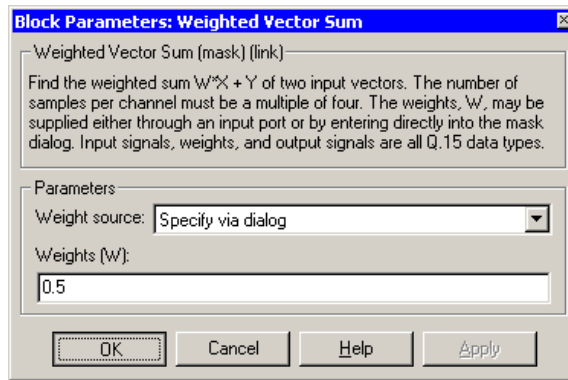 Block Parameters: Weighted Vector Sum
Weighted Vector Sum (mask) (link)
Find the weighted sum W*X + Y of two input vectors. The number of
samples per channel must be a multiple of four. The weights, W, may be
supplied either through an input port or by entering directly into the mask
dialog. Input signals, weights, and output signals are all Q.15 data types.
Parameters
Weight source: Specify via dialog
Weights (W):
0.5
OK Cancel Help Apply